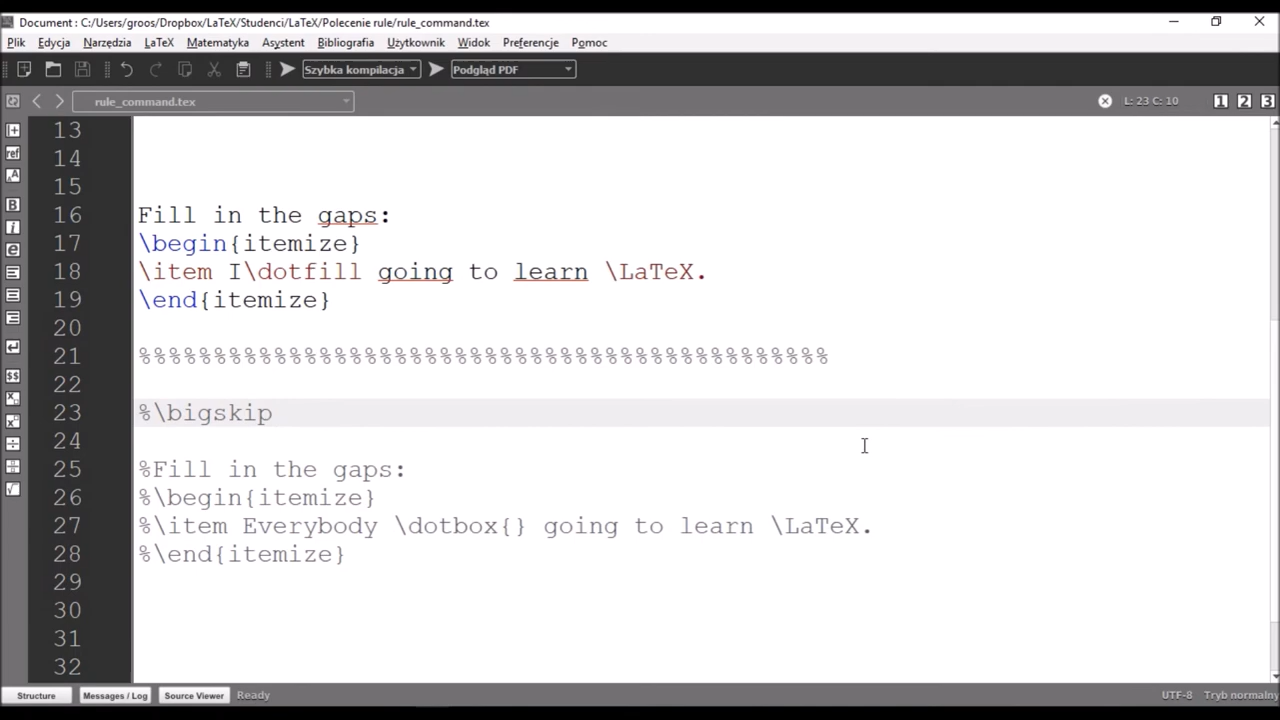 Document : C:/Users/groos/Dropbox/LaTeX/Studenci/LaTeX/Polecenie rule/rule_command.tex
Plik Edycja Narzędzia LaTeX Matematyka Asystent Bibliografia Użytkownik Widok Preferencje Pomoc
Szybka kompilacja Podgląd PDF
rule_command.tex L: 23 C: 10 1 2 3
13
14
15
16 Fill in the gaps:
17 \begin{itemize}
18 \item I\dotfill going to learn \LaTeX.
19 \end{itemize}
20
21 %%%%%%%%%%%%%%%%%%%%%%%%%%%%%%%%%%%%%%%%%%%%%%
22
23 %\bigskip
24
25 %Fill in the gaps:
26 %\begin{itemize}
27 %\item Everybody \dotbox{} going to learn \LaTeX.
28 %\end{itemize}
29
30
31
32
Structure Messages / Log Source Viewer Ready UTF-8 Tryb normalny